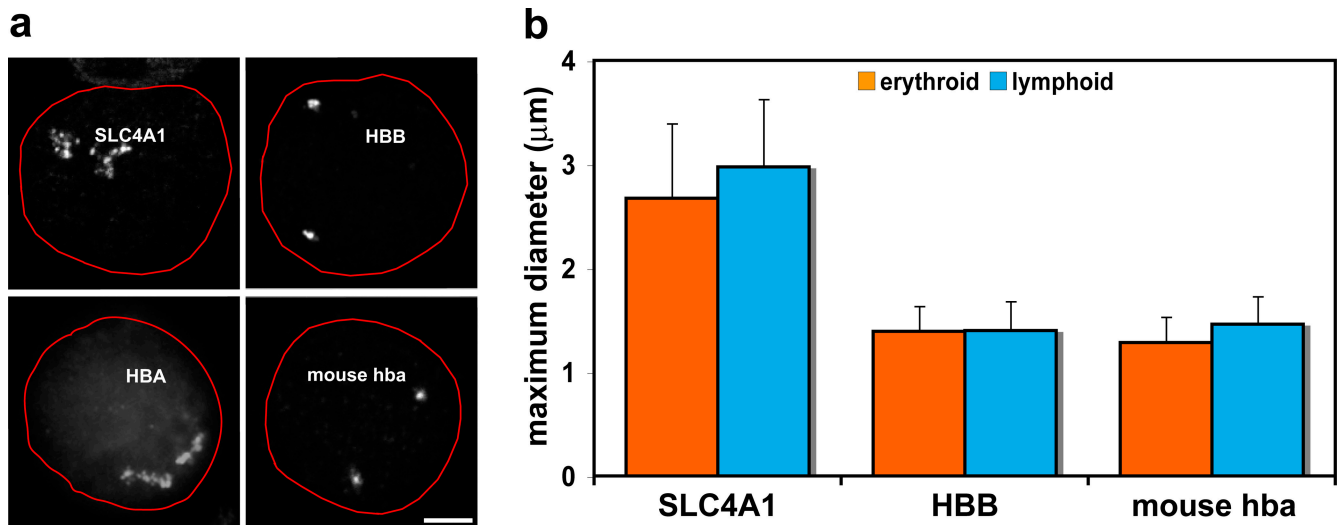 a
SLC4A1
HBB
HBA
mouse hba
b
maximum diameter (μm)
4
3
2
1
0
erythroid lymphoid
SLC4A1 HBB mouse hba